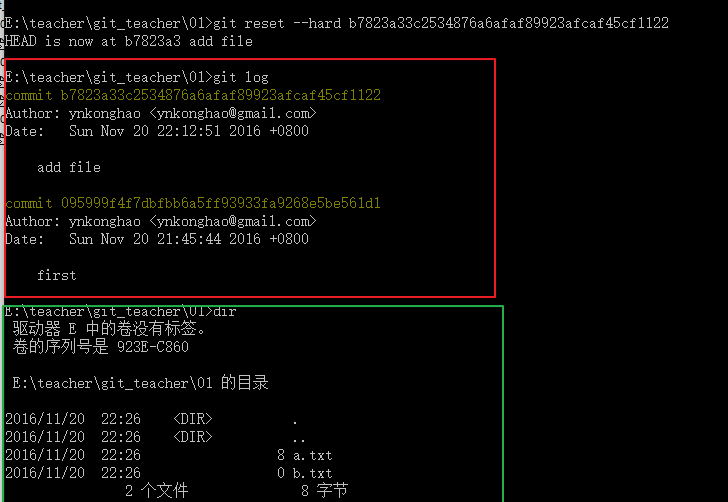 E:\teacher\git_teacher\01>git reset --hard b7823a33c2534876a6afaf89923afcaf45cf1122
HEAD is now at b7823a3 add file
E:\teacher\git_teacher\01>git log
commit b7823a33c2534876a6afaf89923afcaf45cf1122
Author: ynkonghao <ynkonghao@gmail.com>
Date:   Sun Nov 20 22:12:51 2016 +0800
add file
commit 095999f4f7dbfbb6a5ff93933fa9268e5be561d1
Author: ynkonghao <ynkonghao@gmail.com>
Date:   Sun Nov 20 21:45:44 2016 +0800
first
E:\teacher\git_teacher\01>dir
驱动器 E 中的卷没有标签。
卷的序列号是 923E-C860
E:\teacher\git_teacher\01 的目录
2016/11/20  22:26    <DIR>          .
2016/11/20  22:26    <DIR>          ..
2016/11/20  22:26                 8 a.txt
2016/11/20  22:26                 0 b.txt
2 个文件              8 字节